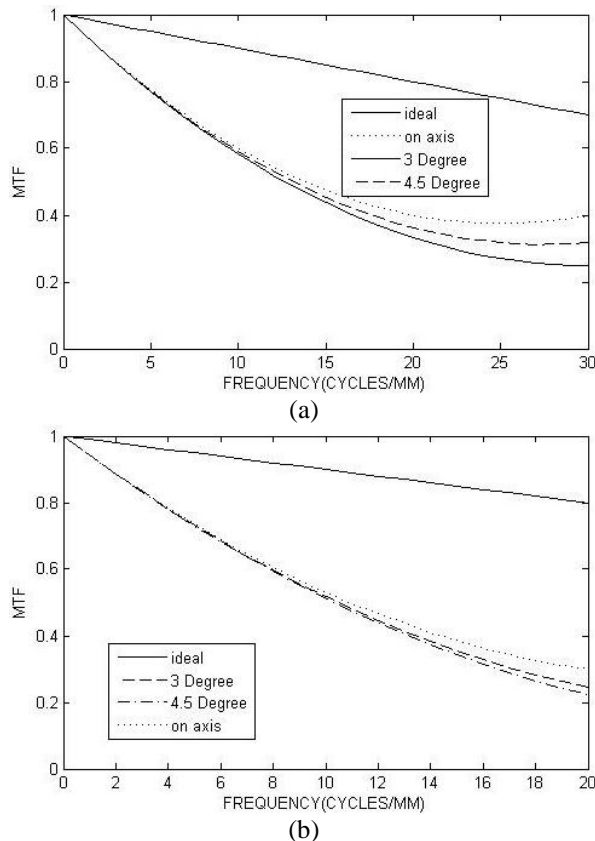 1
0.8
0.6
0.4
0.2
0
MTF
ideal
on axis
3 Degree
4.5 Degree
0 5 10 15 20 25 30
FREQUENCY(CYCLES/MM)
(a)
1
0.8
0.6
0.4
0.2
0
MTF
ideal
3 Degree
4.5 Degree
on axis
0 2 4 6 8 10 12 14 16 18 20
FREQUENCY(CYCLES/MM)
(b)